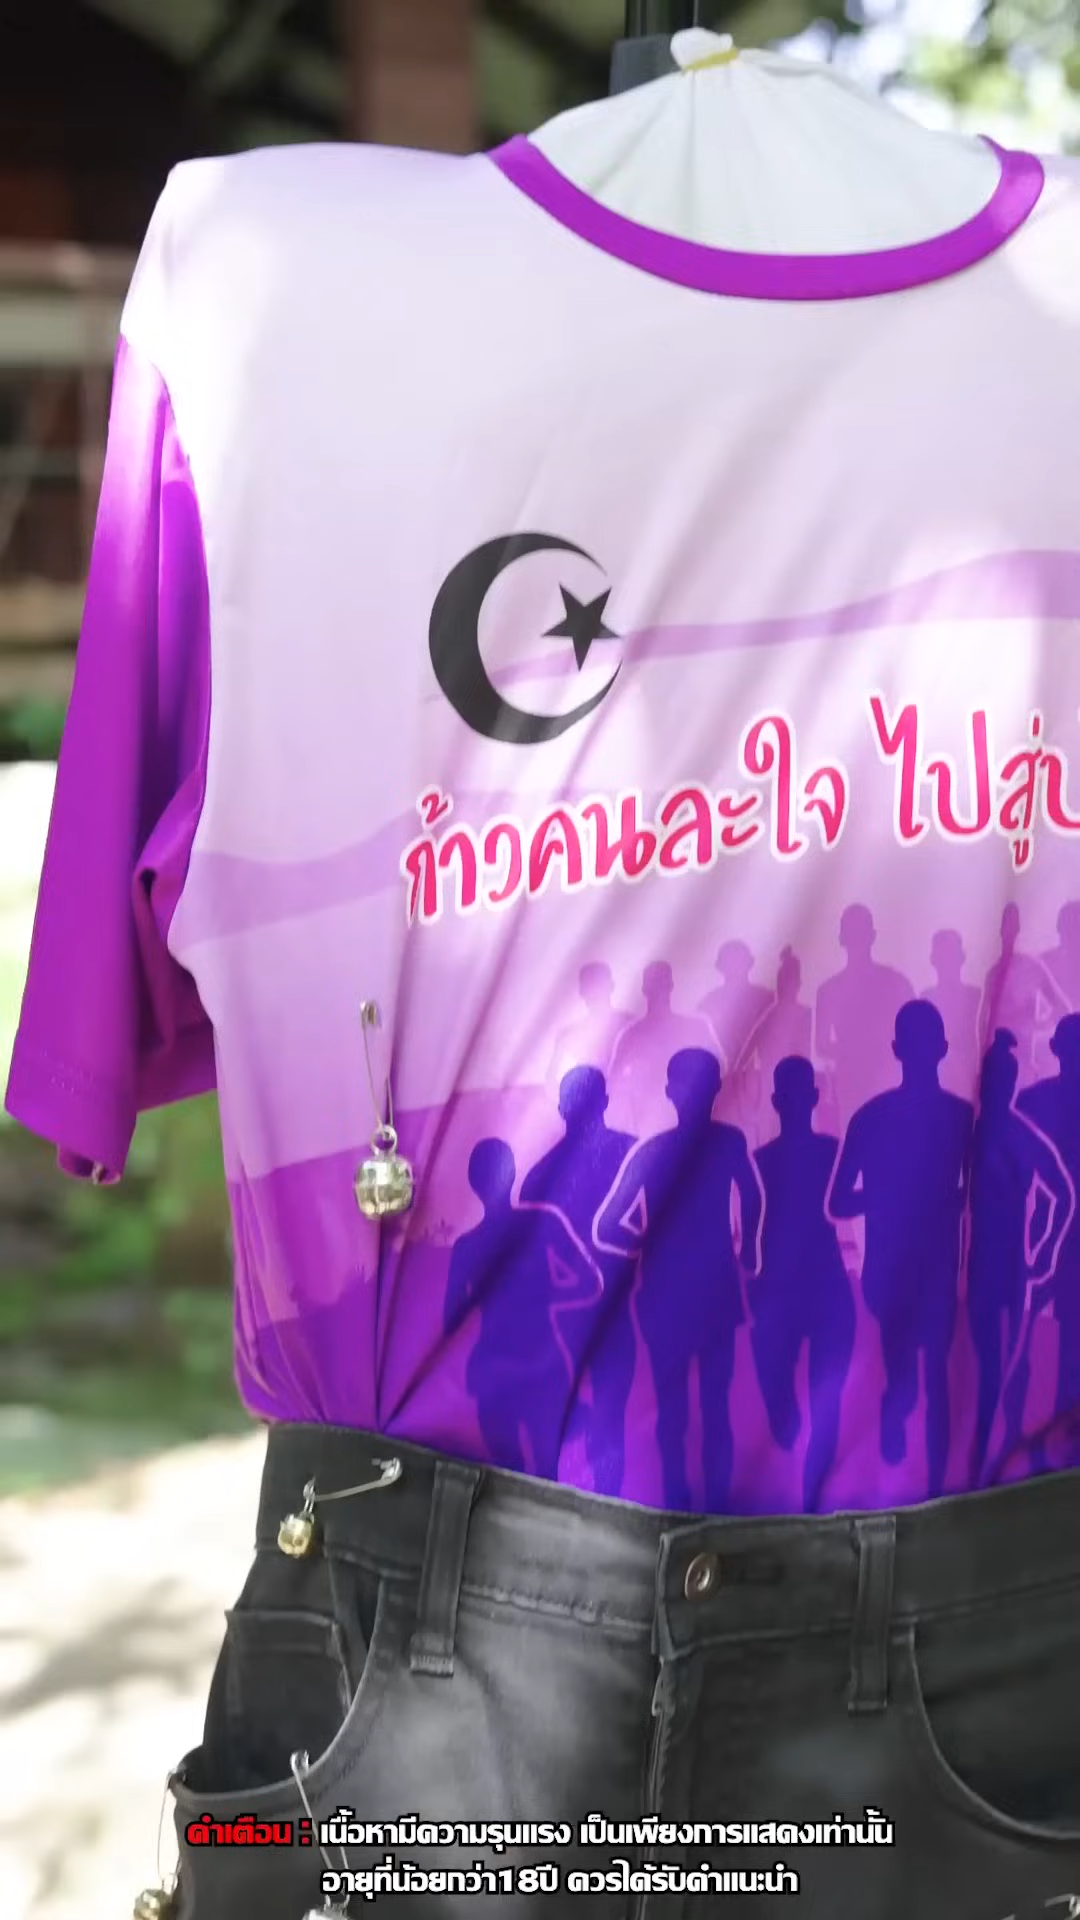 ก้าวคนละใจ ไปสู่
คำเตือน : เนื้อหามีความรุนแรง เป็นเพียงการแสดงเท่านั้น
อายุที่น้อยกว่า18ปี ควรได้รับคำแนะนำ